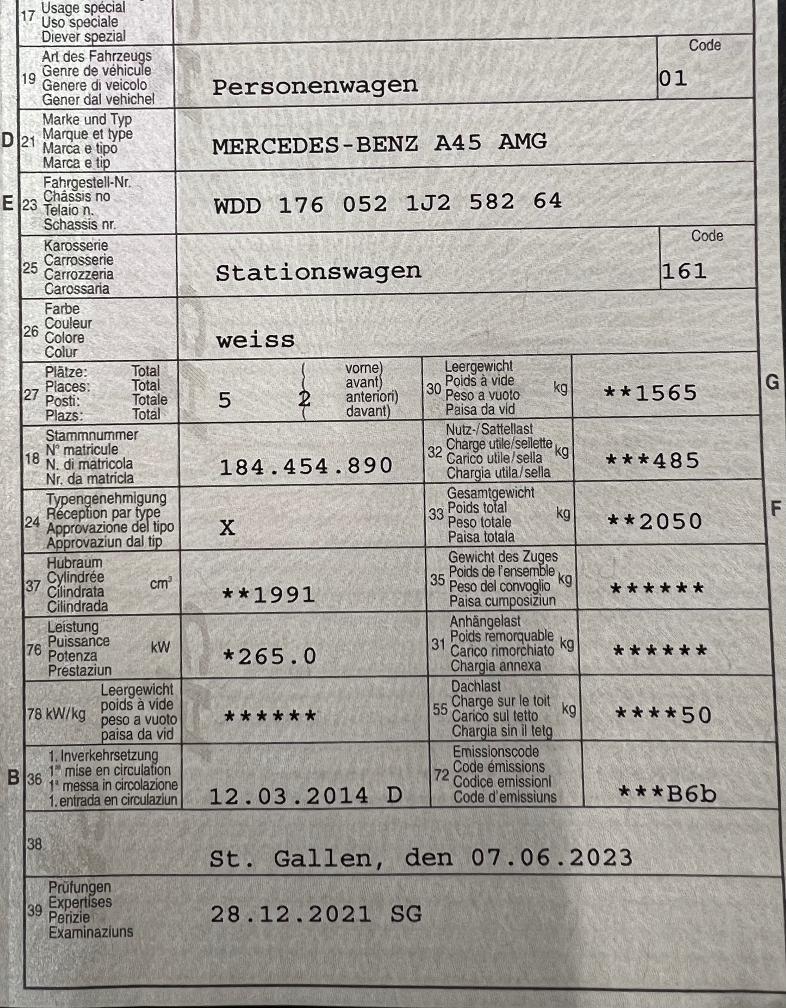 17 Usage spécial
Uso speciale
Diever spezial
Art des Fahrzeugs
19 Genre de véhicule
Genere di veicolo
Gener dal vehichel
Personenwagen
Code
01
D 21 Marke und Typ
Marque et type
Marca e tipo
Marca e tip
MERCEDES-BENZ A45 AMG
E 23 Fahrgestell-Nr.
Châssis no
Telaio n.
Schassis nr.
WDD 176 052 1J2 582 64
25 Karosserie
Carrosserie
Carrozzeria
Carossaria
Stationswagen
Code
161
26 Farbe
Couleur
Colore
Colur
weiss
27 Plätze: Total
Places: Total
Posti: Totale
Plazs: Total
5 ( 2 vorne)
avant)
anteriori)
davant)
30 Leergewicht
Poids à vide
Peso a vuoto
Paisa da vid
kg
**1565
G
18 Stammnummer
N° matricule
N. di matricola
Nr. da matricla
184.454.890
32 Nutz-/Sattellast
Charge utile/sellette
Carico utile/sella
Chargia utila/sella
kg
***485
24 Typengenehmigung
Réception par type
Approvazione del tipo
Approvaziun dal tip
X
33 Gesamtgewicht
Poids total
Peso totale
Paisa totala
kg
**2050
F
37 Hubraum
Cylindrée
Cilindrata
Cilindrada
cm³
**1991
35 Gewicht des Zuges
Poids de l'ensemble
Peso del convoglio
Paisa cumposiziun
kg
******
76 Leistung
Puissance
Potenza
Prestaziun
kW
*265.0
31 Anhängelast
Poids remorquable
Carico rimorchiato
Chargia annexa
kg
******
78 kW/kg Leergewicht
poids à vide
peso a vuoto
paisa da vid
******
55 Dachlast
Charge sur le toit
Carico sul tetto
Chargia sin il tetg
kg
****50
B 36 1. Inverkehrsetzung
1re mise en circulation
1a messa in circolazione
1. entrada en circulaziun
12.03.2014 D
72 Emissionscode
Code émissions
Codice emissioni
Code d'emissiuns
***B6b
38
St. Gallen, den 07.06.2023
39 Prüfungen
Expertises
Perizie
Examinaziuns
28.12.2021 SG